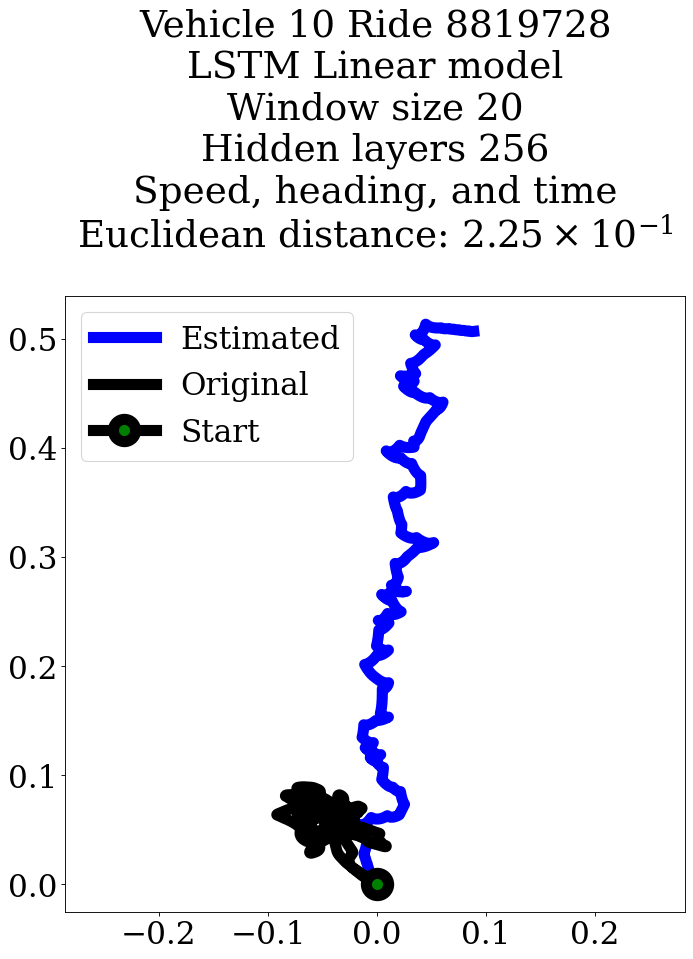 Vehicle 10 Ride 8819728
LSTM Linear model
Window size 20
Hidden layers 256
Speed, heading, and time
Euclidean distance: 2.25 × 10⁻¹
Estimated
Original
Start
0.5
0.4
0.3
0.2
0.1
0.0
−0.2 −0.1 0.0 0.1 0.2